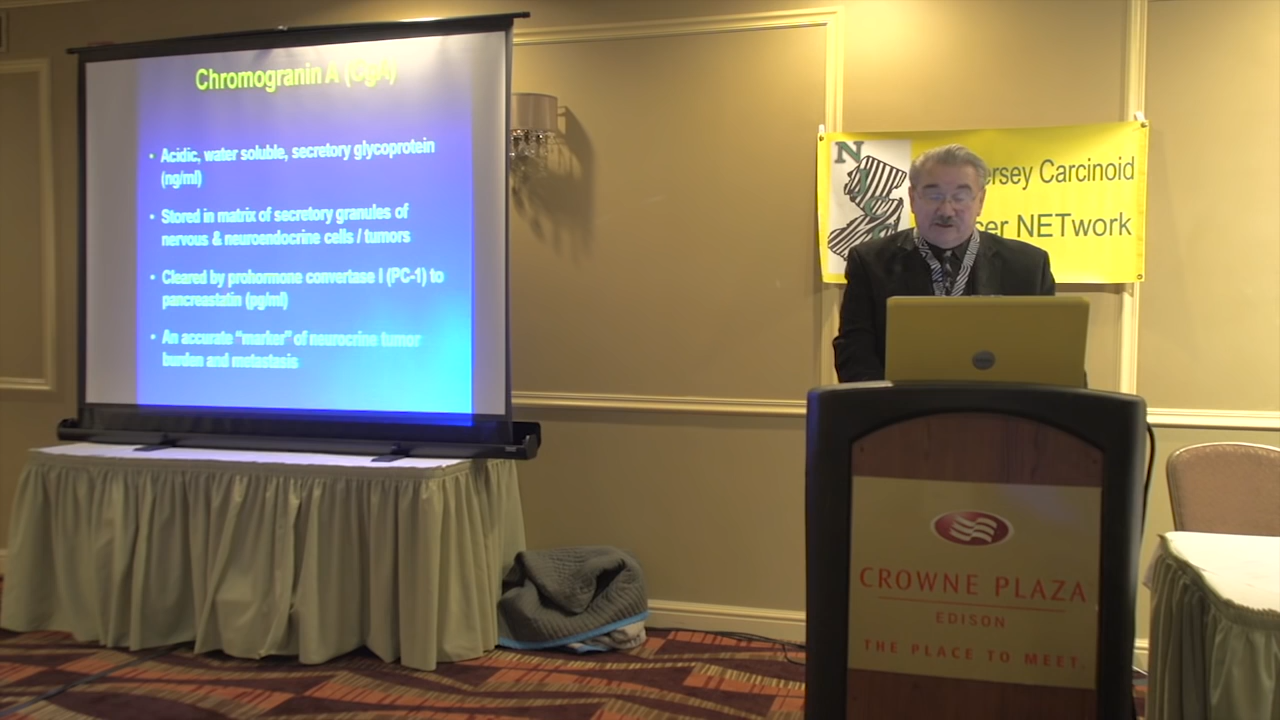 Chromogranin A (CgA)
• Acidic, water soluble, secretory glycoprotein
(ng/ml)
• Stored in matrix of secretory granules of
nervous & neuroendocrine cells / tumors
• Cleared by prohormone convertase I (PC-1) to
pancreastatin (pg/ml)
• An accurate "marker" of neurocrine tumor
burden and metastasis
N
ersey Carcinoid
cer NETwork
CROWNE PLAZA
EDISON
THE PLACE TO MEET.